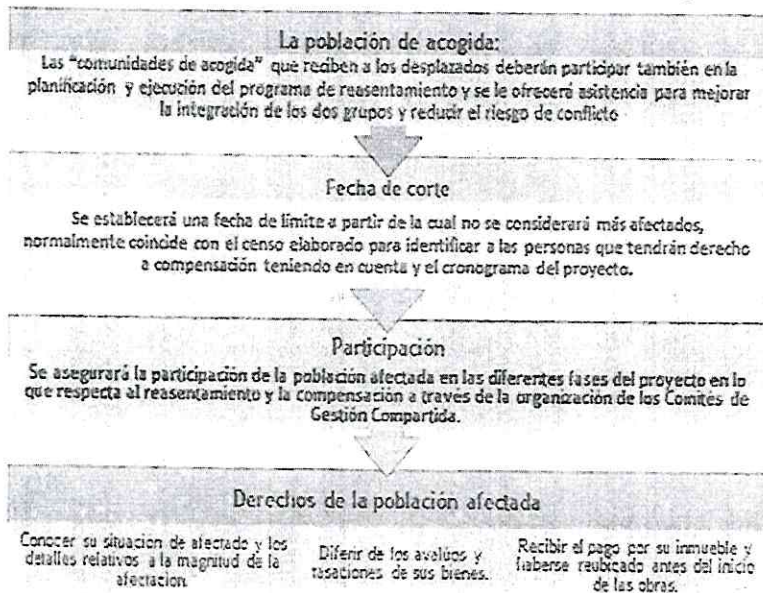 La población de acogida:
Las "comunidades de acogida" que reciben a los desplazados deberán participar también en la
planificación y ejecución del programa de reasentamiento y se le ofrecerá asistencia para mejorar
la integración de los dos grupos y reducir el riesgo de conflicto
Fecha de corte
Se establecerá una fecha de límite a partir de la cual no se considerará más afectados,
normalmente coincide con el censo elaborado para identificar a las personas que tendrán derecho
a compensación teniendo en cuenta y el cronograma del proyecto.
Participación
Se asegurará la participación de la población afectada en las diferentes fases del proyecto en lo
que respecta al reasentamiento y la compensación a través de la organización de los Comités de
Gestión Compartida.
Derechos de la población afectada
Conocer su situacion de afectado y los
detalles relativos a la magnitud de la
afectacion.
Diferir de los avalúos y
tasaciones de sus bienes.
Recibir el pago por su inmueble y
haberse reubicado antes del inicio
de las obras.